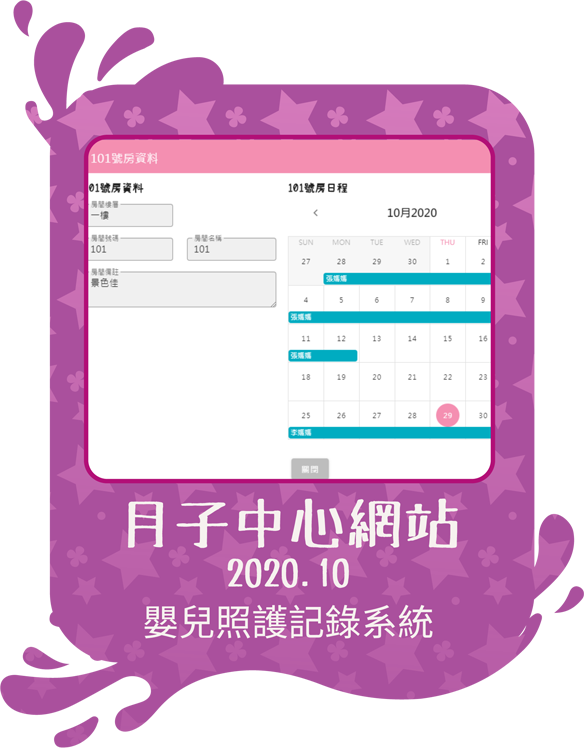 101號房資料
01號房資料
房間樓層
一樓
房間號碼
101
房間名稱
101
房間備註
景色佳
101號房日程
10月2020
SUN MON TUE WED THU FRI
27 28 29 30 1 2
張媽媽
4 5 6 7 8 9
張媽媽
11 12 13 14 15 16
張媽媽
18 19 20 21 22 23
25 26 27 28 29 30
李媽媽
關閉
月子中心網站
2020.10
嬰兒照護記錄系統